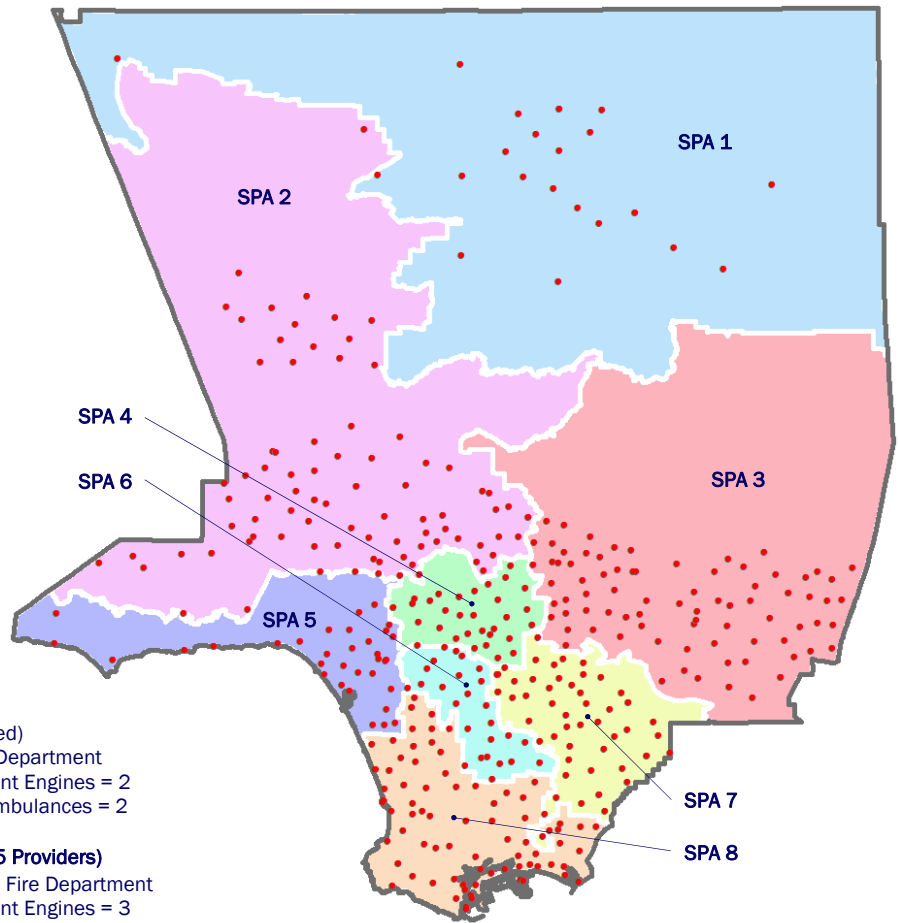 SPA 1
SPA 2
SPA 4
SPA 6
SPA 3
SPA 5
ed)
Department
nt Engines = 2
mbulances = 2
SPA 7
SPA 8
5 Providers)
Fire Department
nt Engines = 3